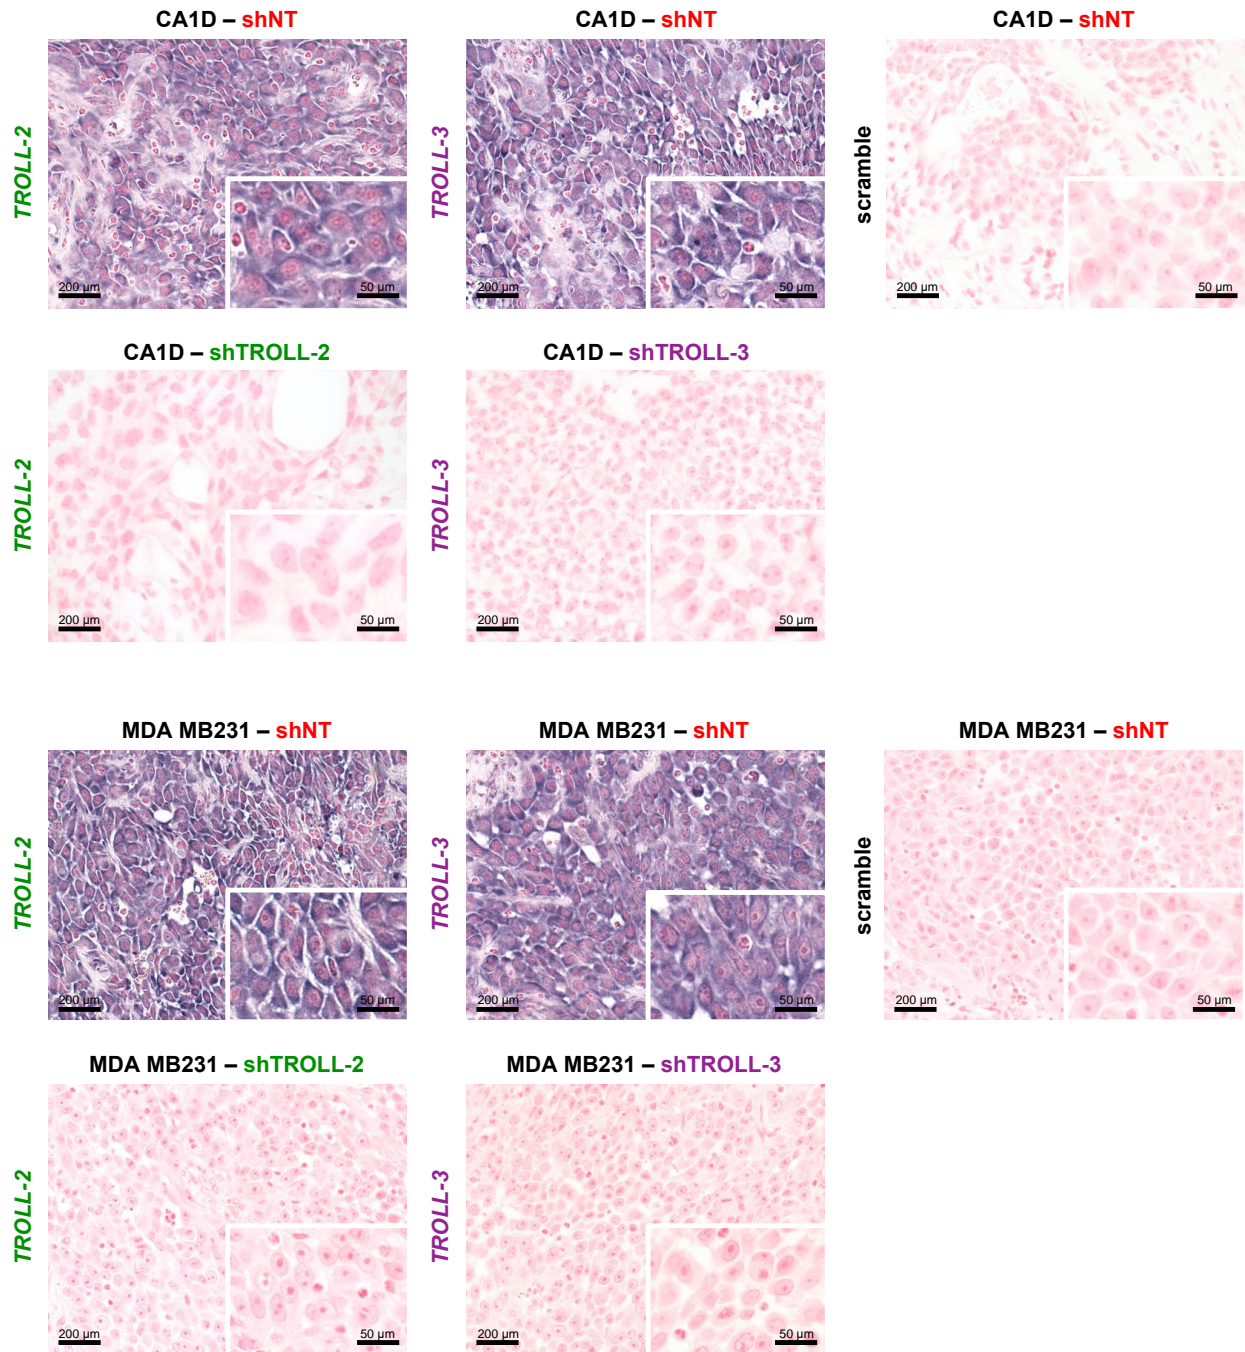 CA1D – shNT
CA1D – shNT
CA1D – shNT
TROLL-2
TROLL-3
scramble
200 µm
50 µm
200 µm
50 µm
200 µm
50 µm
CA1D – shTROLL-2
CA1D – shTROLL-3
TROLL-2
TROLL-3
200 µm
50 µm
200 µm
50 µm
MDA MB231 – shNT
MDA MB231 – shNT
MDA MB231 – shNT
TROLL-2
TROLL-3
scramble
200 µm
50 µm
200 µm
50 µm
200 µm
50 µm
MDA MB231 – shTROLL-2
MDA MB231 – shTROLL-3
TROLL-2
TROLL-3
200 µm
50 µm
200 µm
50 µm